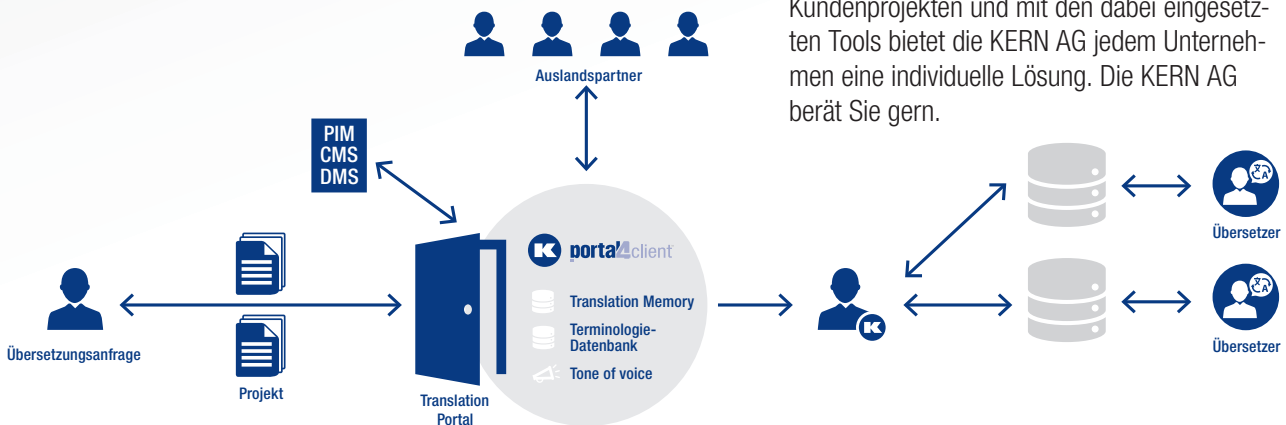 Kundenprojekten und mit den dabei eingesetz-
ten Tools bietet die KERN AG jedem Unterneh-
men eine individuelle Lösung. Die KERN AG
berät Sie gern.
Auslandspartner
PIM
CMS
DMS
Übersetzungsanfrage
Projekt
Translation
Portal
K portal4client
Translation Memory
Terminologie-
Datenbank
Tone of voice
K
Übersetzer
Übersetzer